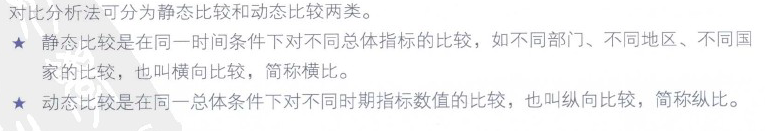 对比分析法可分为静态比较和动态比较两类。
★ 静态比较是在同一时间条件下对不同总体指标的比较，如不同部门、不同地区、不同国
家的比较，也叫横向比较，简称横比。
★ 动态比较是在同一总体条件下对不同时期指标数值的比较，也叫纵向比较，简称纵比。